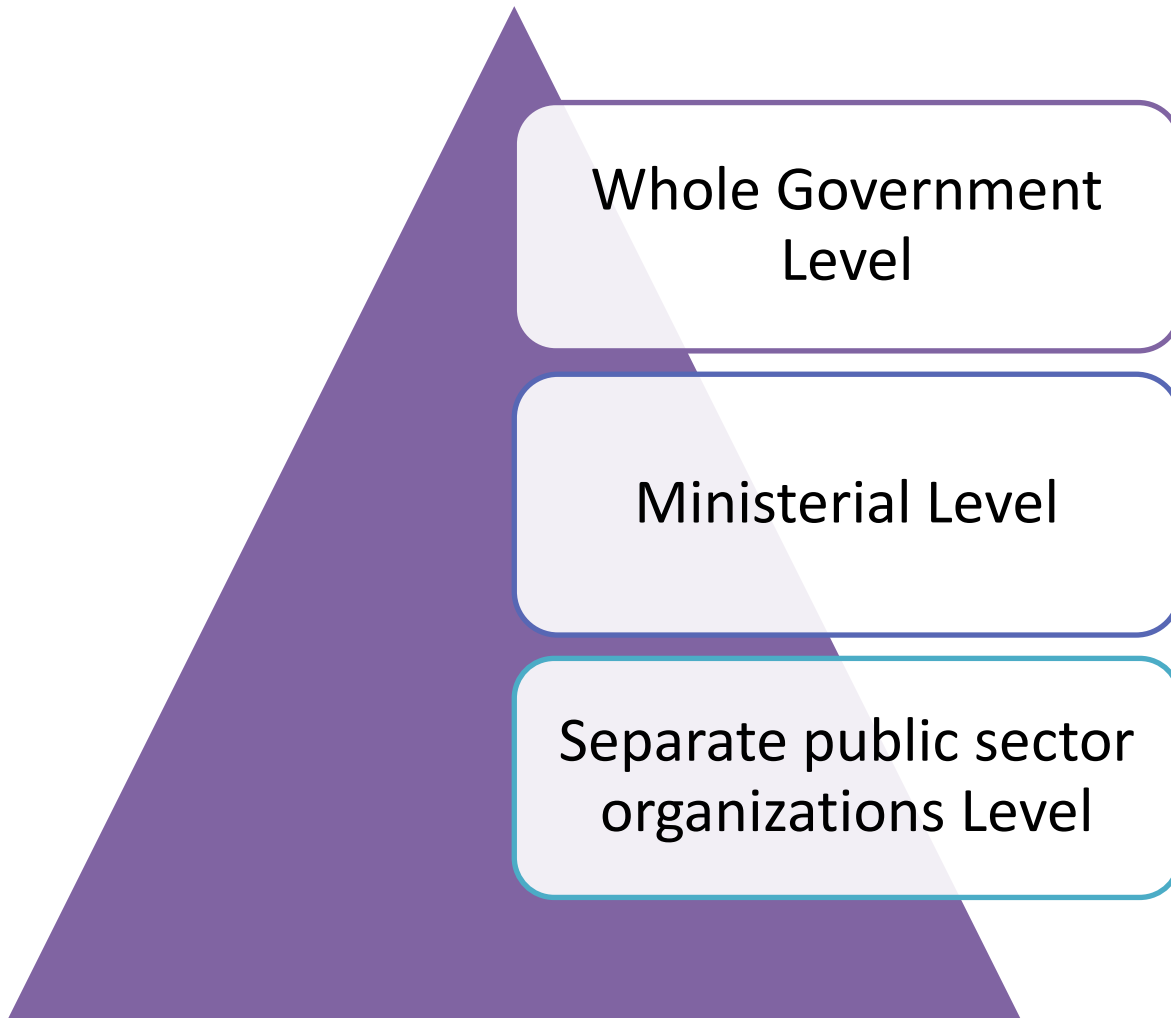 Whole Government
Level
Ministerial Level
Separate public sector
organizations Level